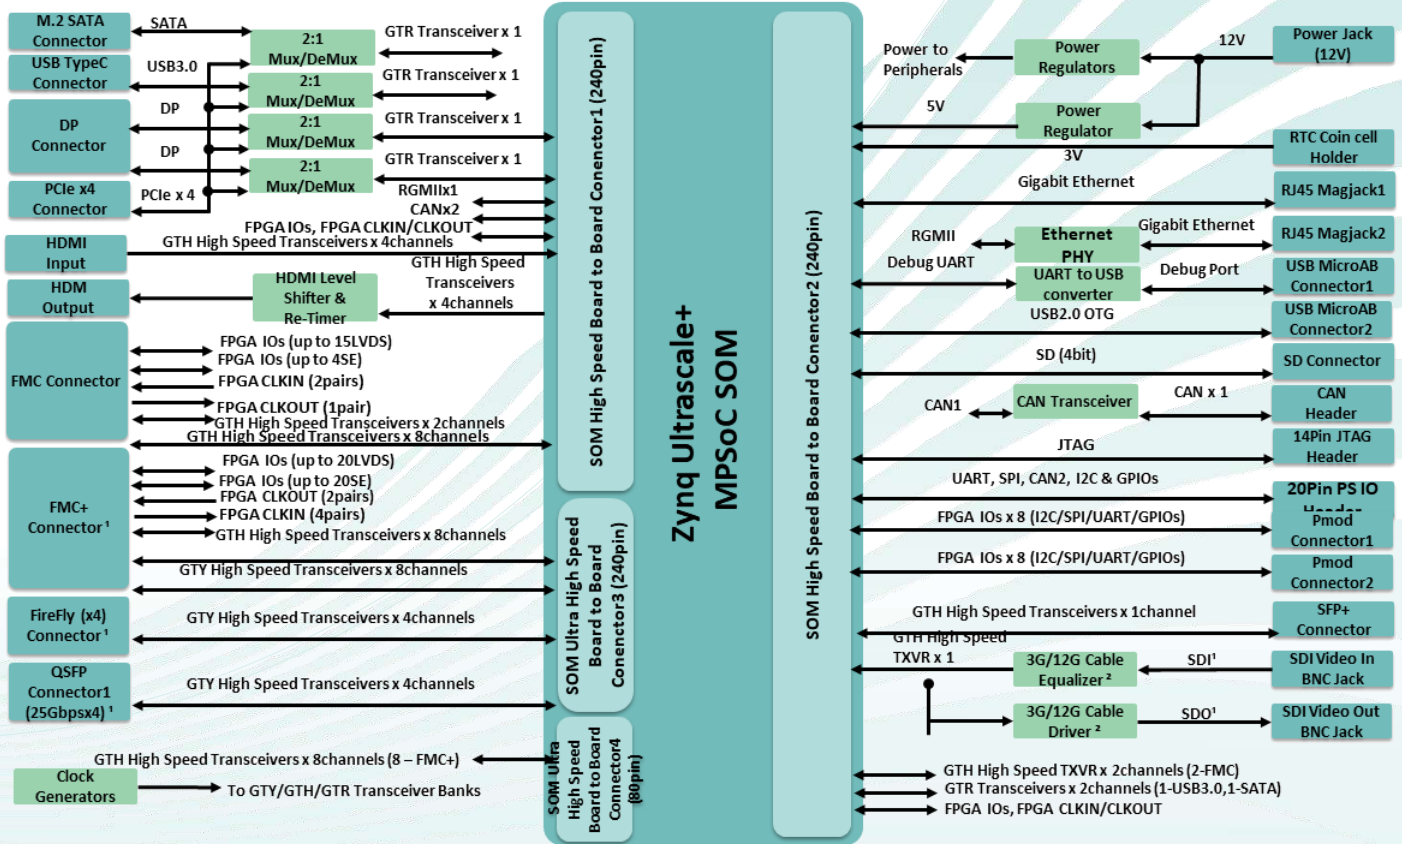 M.2 SATA
Connector
SATA
USB TypeC
Connector
USB3.0
DP
Connector
DP
DP
PCIe x4
Connector
PCIe x 4
2:1
Mux/DeMux
2:1
Mux/DeMux
2:1
Mux/DeMux
2:1
Mux/DeMux
GTR Transceiver x 1
GTR Transceiver x 1
GTR Transceiver x 1
GTR Transceiver x 1
RGMIIx1
CANx2
FPGA IOs, FPGA CLKIN/CLKOUT
HDMI
Input
GTH High Speed Transceivers x 4channels
HDM
Output
HDMI Level
Shifter &
Re-Timer
GTH High Speed
Transceivers
x 4channels
FMC Connector
FPGA IOs (up to 15LVDS)
FPGA IOs (up to 4SE)
FPGA CLKIN (2pairs)
FPGA CLKOUT (1pair)
GTH High Speed Transceivers x 2channels
GTH High Speed Transceivers x 8channels
FMC+
Connector ¹
FPGA IOs (up to 20LVDS)
FPGA IOs (up to 20SE)
FPGA CLKOUT (2pairs)
FPGA CLKIN (4pairs)
GTH High Speed Transceivers x 8channels
GTY High Speed Transceivers x 8channels
FireFly (x4)
Connector ¹
GTY High Speed Transceivers x 4channels
QSFP
Connector1
(25Gbpsx4) ¹
GTY High Speed Transceivers x 4channels
GTH High Speed Transceivers x 8channels (8 – FMC+)
Clock
Generators
To GTY/GTH/GTR Transceiver Banks
SOM High Speed Board to Board Conenctor1 (240pin)
SOM Ultra High Speed
Board to Board
Conenctor3 (240pin)
SOM Ultra
High Speed
Board to Board
Conenctor4
(80pin)
Zynq Ultrascale+
MPSoC SOM
SOM High Speed Board to Board Conenctor2 (240pin)
Power to
Peripherals
Power
Regulators
12V
Power Jack
(12V)
5V
Power
Regulator
3V
RTC Coin cell
Holder
Gigabit Ethernet
RJ45 Magjack1
RGMII
Ethernet
PHY
Gigabit Ethernet
RJ45 Magjack2
Debug UART
UART to USB
converter
Debug Port
USB MicroAB
Connector1
USB2.0 OTG
USB MicroAB
Connector2
SD (4bit)
SD Connector
CAN1
CAN Transceiver
CAN x 1
CAN
Header
JTAG
14Pin JTAG
Header
UART, SPI, CAN2, I2C & GPIOs
20Pin PS IO
Header
FPGA IOs x 8 (I2C/SPI/UART/GPIOs)
Pmod
Connector1
FPGA IOs x 8 (I2C/SPI/UART/GPIOs)
Pmod
Connector2
GTH High Speed Transceivers x 1channel
SFP+
Connector
GTH High Speed
TXVR x 1
3G/12G Cable
Equalizer ²
SDI¹
SDI Video In
BNC Jack
3G/12G Cable
Driver ²
SDO¹
SDI Video Out
BNC Jack
GTH High Speed TXVR x 2channels (2-FMC)
GTR Transceivers x 2channels (1-USB3.0,1-SATA)
FPGA IOs, FPGA CLKIN/CLKOUT